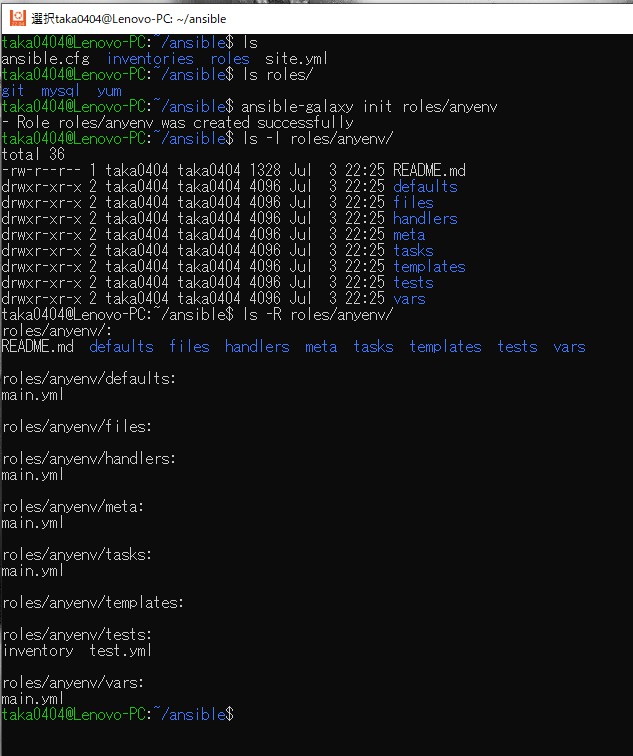 選択taka0404@Lenovo-PC: ~/ansible
taka0404@Lenovo-PC:~/ansible$ ls
ansible.cfg  inventories  roles  site.yml
taka0404@Lenovo-PC:~/ansible$ ls roles/
git  mysql  yum
taka0404@Lenovo-PC:~/ansible$ ansible-galaxy init roles/anyenv
- Role roles/anyenv was created successfully
taka0404@Lenovo-PC:~/ansible$ ls -l roles/anyenv/
total 36
-rw-r--r-- 1 taka0404 taka0404 1328 Jul  3 22:25 README.md
drwxr-xr-x 2 taka0404 taka0404 4096 Jul  3 22:25 defaults
drwxr-xr-x 2 taka0404 taka0404 4096 Jul  3 22:25 files
drwxr-xr-x 2 taka0404 taka0404 4096 Jul  3 22:25 handlers
drwxr-xr-x 2 taka0404 taka0404 4096 Jul  3 22:25 meta
drwxr-xr-x 2 taka0404 taka0404 4096 Jul  3 22:25 tasks
drwxr-xr-x 2 taka0404 taka0404 4096 Jul  3 22:25 templates
drwxr-xr-x 2 taka0404 taka0404 4096 Jul  3 22:25 tests
drwxr-xr-x 2 taka0404 taka0404 4096 Jul  3 22:25 vars
taka0404@Lenovo-PC:~/ansible$ ls -R roles/anyenv/
roles/anyenv/:
README.md  defaults  files  handlers  meta  tasks  templates  tests  vars

roles/anyenv/defaults:
main.yml

roles/anyenv/files:

roles/anyenv/handlers:
main.yml

roles/anyenv/meta:
main.yml

roles/anyenv/tasks:
main.yml

roles/anyenv/templates:

roles/anyenv/tests:
inventory  test.yml

roles/anyenv/vars:
main.yml
taka0404@Lenovo-PC:~/ansible$